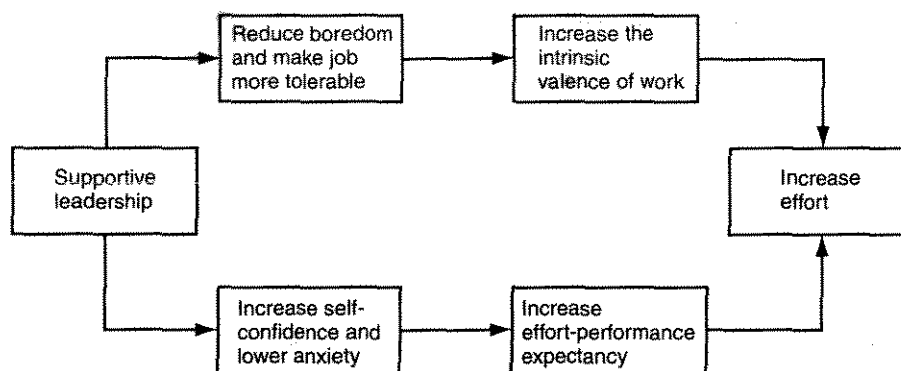 Reduce boredom
and make job
more tolerable
Increase the
intrinsic
valence of work
Supportive
leadership
Increase
effort
Increase self-
confidence and
lower anxiety
Increase
effort-performance
expectancy